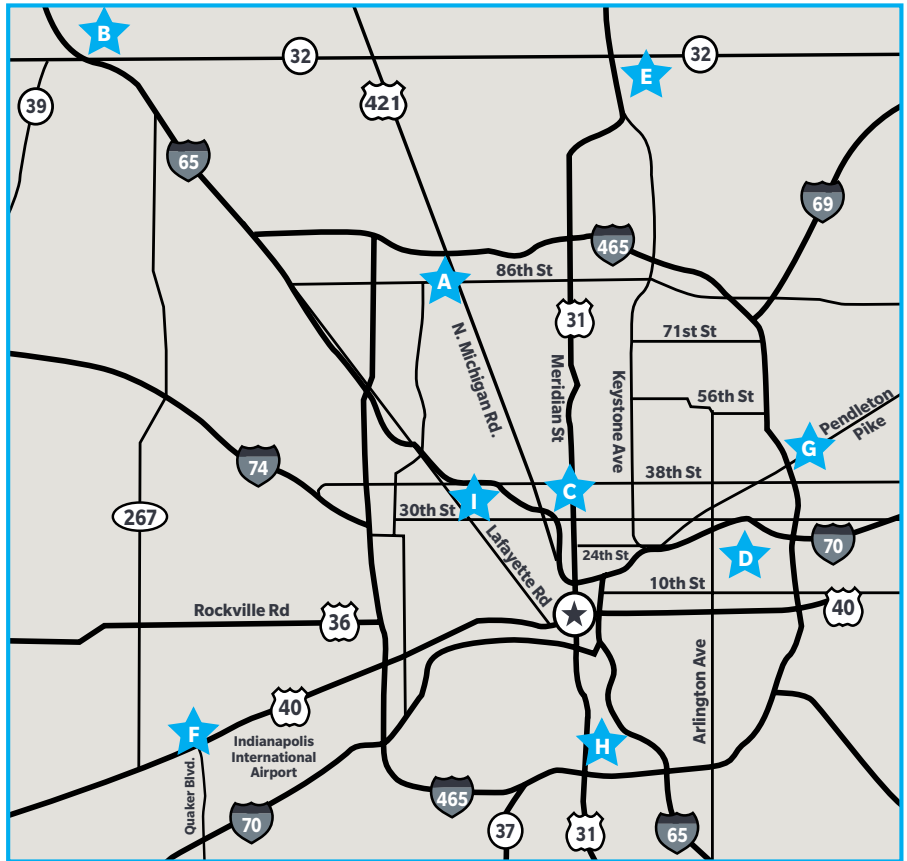 B
32
32
E
421
39
65
69
465
86th St
A
31
71st St
N. Michigan Rd.
Meridian St
Keystone Ave
56th St
Pendleton
Pike
G
74
38th St
I
C
267
30th St
Lafayette Rd
24th St
D
70
10th St
Rockville Rd
36
40
Arlington Ave
40
F
Indianapolis
International
Airport
H
Quaker Blvd.
465
70
37
31
65